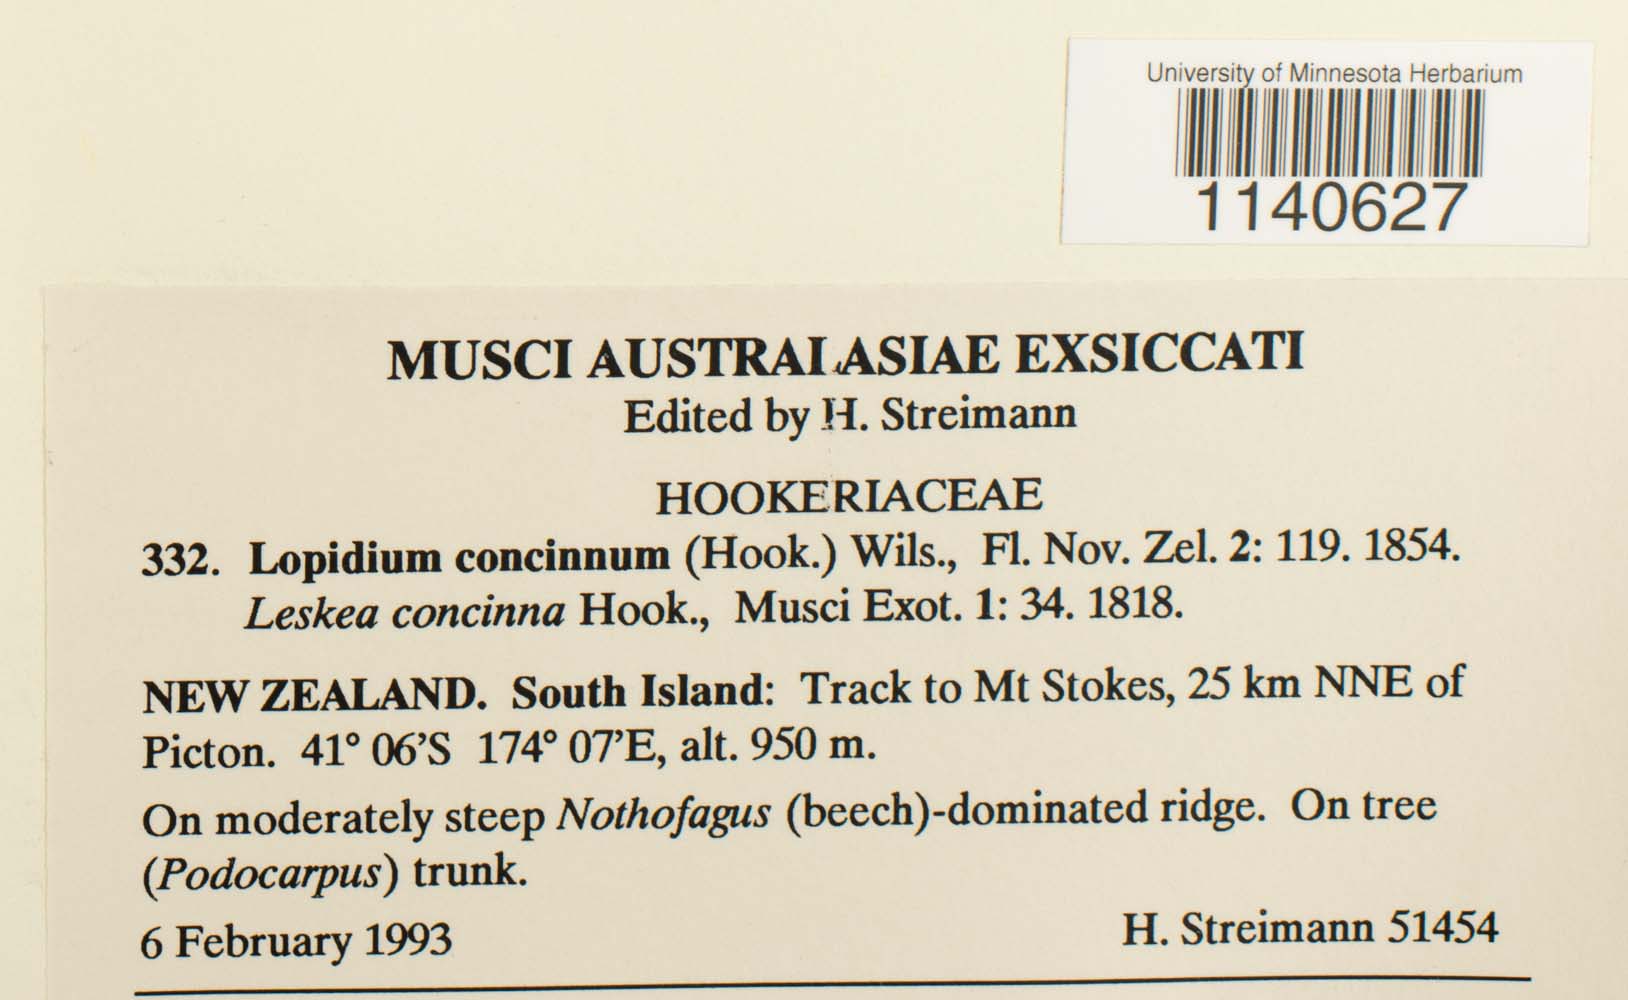 University of Minnesota Herbarium
1140627
MUSCI AUSTRALASIAE EXSICCATI
Edited by H. Streimann
HOOKERIACEAE
332. Lopidium concinnum (Hook.) Wils., Fl. Nov. Zel. 2: 119. 1854.
Leskea concinna Hook., Musci Exot. 1: 34. 1818.
NEW ZEALAND. South Island: Track to Mt Stokes, 25 km NNE of
Picton. 41° 06'S 174° 07'E, alt. 950 m.
On moderately steep Nothofagus (beech)-dominated ridge. On tree
(Podocarpus) trunk.
6 February 1993 H. Streimann 51454